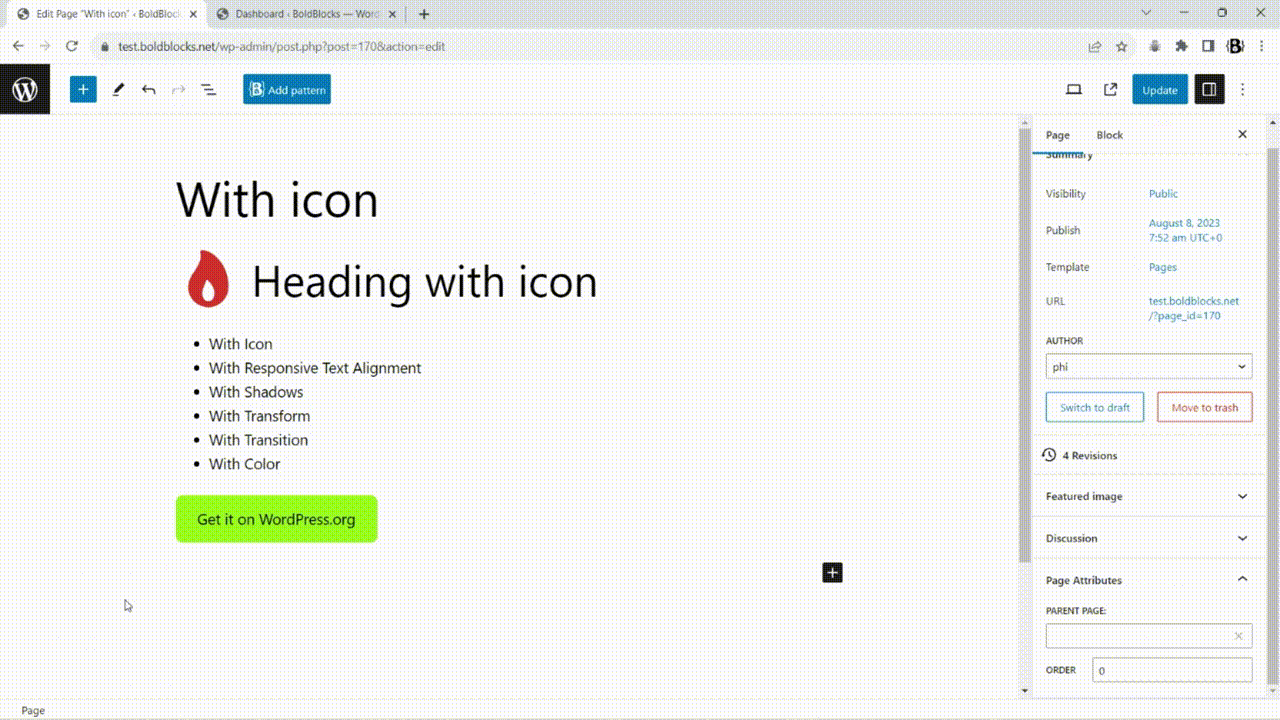 Edit Page "With icon" ‹ BoldBloc
Dashboard ‹ BoldBlocks — Word
test.boldblocks.net/wp-admin/post.php?post=170&action=edit
Add pattern
Update
Page
Block
Summary
With icon
Visibility
Public
Publish
August 8, 2023
7:52 am UTC+0
Template
Pages
Heading with icon
URL
test.boldblocks.net
/?page_id=170
With Icon
With Responsive Text Alignment
With Shadows
With Transform
With Transition
With Color
AUTHOR
phi
Switch to draft
Move to trash
4 Revisions
Featured image
Get it on WordPress.org
Discussion
Page Attributes
PARENT PAGE:
ORDER
0
Page